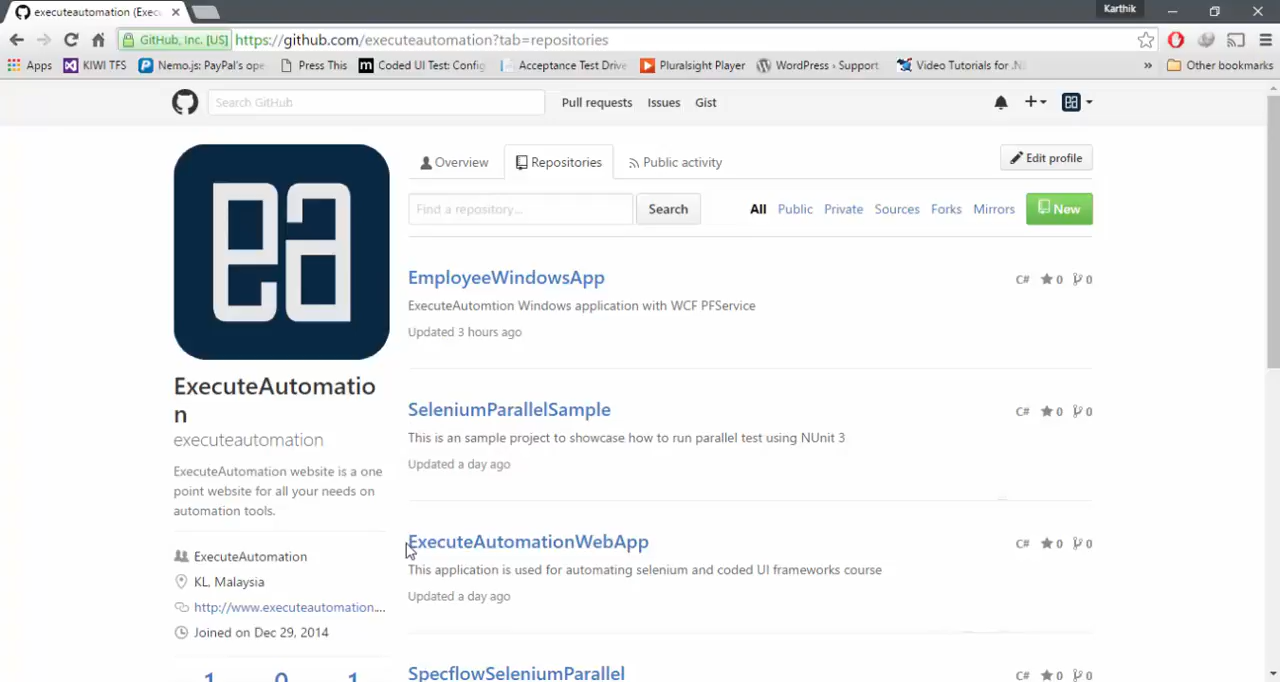 executeautomation (Exec
Karthik
GitHub, Inc. [US] https://github.com/executeautomation?tab=repositories
Apps KIWI TFS Nemo.js: PayPal's ope Press This Coded UI Test: Config Acceptance Test Drive Pluralsight Player WordPress › Support Video Tutorials for .N » Other bookmarks
Search GitHub Pull requests Issues Gist
Overview Repositories Public activity Edit profile
Find a repository... Search All Public Private Sources Forks Mirrors New
ea
EmployeeWindowsApp C# 0 0
ExecuteAutomtion Windows application with WCF PFService
Updated 3 hours ago
ExecuteAutomatio
n
executeautomation
ExecuteAutomation website is a one
point website for all your needs on
automation tools.
ExecuteAutomation
KL, Malaysia
http://www.executeautomation....
Joined on Dec 29, 2014
1 0 1
SeleniumParallelSample C# 0 0
This is an sample project to showcase how to run parallel test using NUnit 3
Updated a day ago
ExecuteAutomationWebApp C# 0 0
This application is used for automating selenium and coded UI frameworks course
Updated a day ago
SpecflowSeleniumParallel C# 0 0